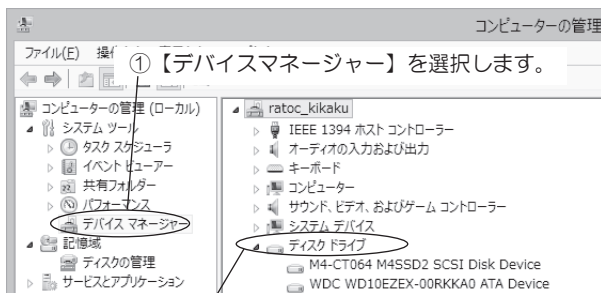 コンピューターの管理
ファイル(F)
①【デバイスマネージャー】を選択します。
コンピューターの管理 (ローカル)
システム ツール
タスク スケジューラ
イベント ビューアー
共有フォルダー
パフォーマンス
デバイス マネージャー
記憶域
ディスクの管理
サービスとアプリケーション
ratoc_kikaku
IEEE 1394 ホスト コントローラー
オーディオの入力および出力
キーボード
コンピューター
サウンド、ビデオ、およびゲーム コントローラー
システム デバイス
ディスク ドライブ
M4-CT064 M4SSD2 SCSI Disk Device
WDC WD10EZEX-00RKKA0 ATA Device